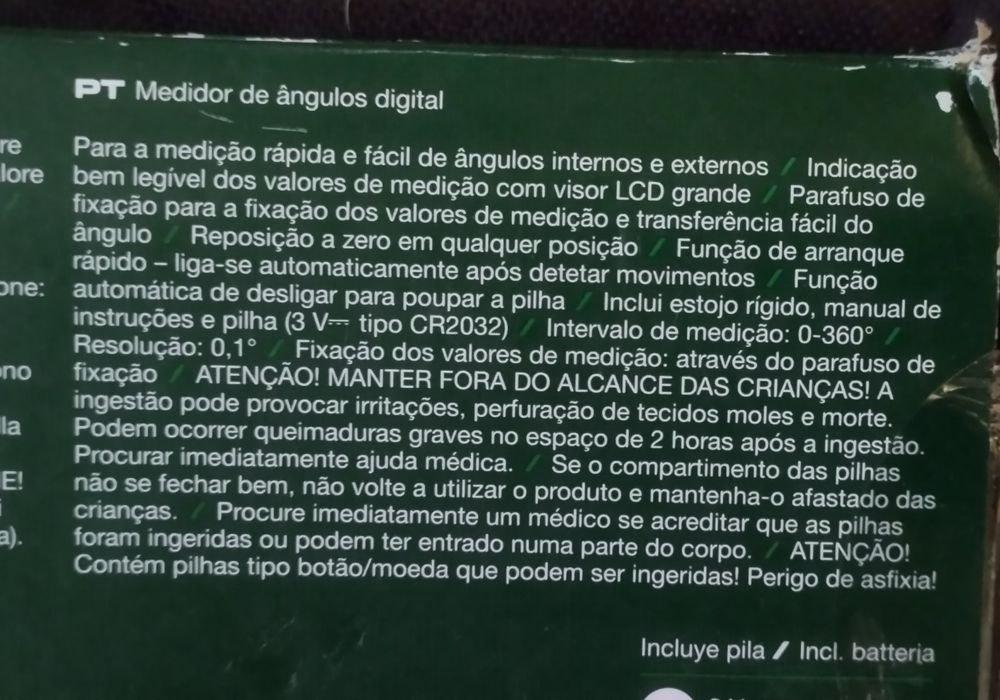 PT Medidor de ângulos digital
Para a medição rápida e fácil de ângulos internos e externos / Indicação
bem legível dos valores de medição com visor LCD grande / Parafuso de
fixação para a fixação dos valores de medição e transferência fácil do
ângulo / Reposição a zero em qualquer posição / Função de arranque
rápido – liga-se automaticamente após detetar movimentos / Função
automática de desligar para poupar a pilha / Inclui estojo rígido, manual de
instruções e pilha (3 V⎓ tipo CR2032) / Intervalo de medição: 0-360° /
Resolução: 0,1° / Fixação dos valores de medição: através do parafuso de
fixação / ATENÇÃO! MANTER FORA DO ALCANCE DAS CRIANÇAS! A
ingestão pode provocar irritações, perfuração de tecidos moles e morte.
Podem ocorrer queimaduras graves no espaço de 2 horas após a ingestão.
Procurar imediatamente ajuda médica. / Se o compartimento das pilhas
não se fechar bem, não volte a utilizar o produto e mantenha-o afastado das
crianças. / Procure imediatamente um médico se acreditar que as pilhas
foram ingeridas ou podem ter entrado numa parte do corpo. / ATENÇÃO!
Contém pilhas tipo botão/moeda que podem ser ingeridas! Perigo de asfixia!
Incluye pila / Incl. batteria